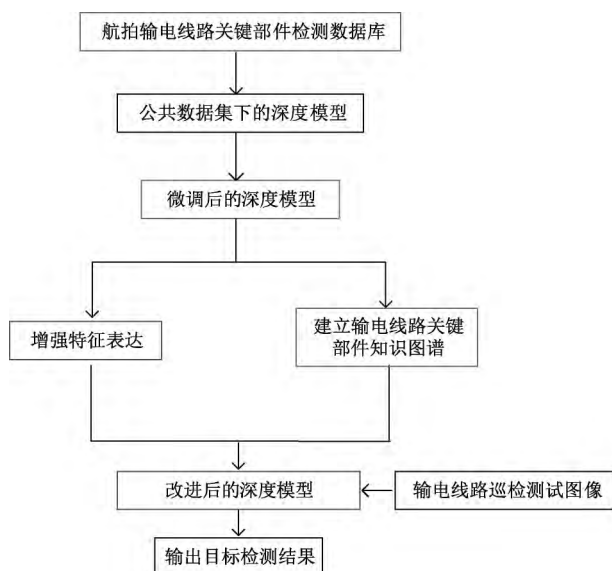 航拍输电线路关键部件检测数据库
公共数据集下的深度模型
微调后的深度模型
增强特征表达
建立输电线路关键
部件知识图谱
改进后的深度模型
输电线路巡检测试图像
输出目标检测结果